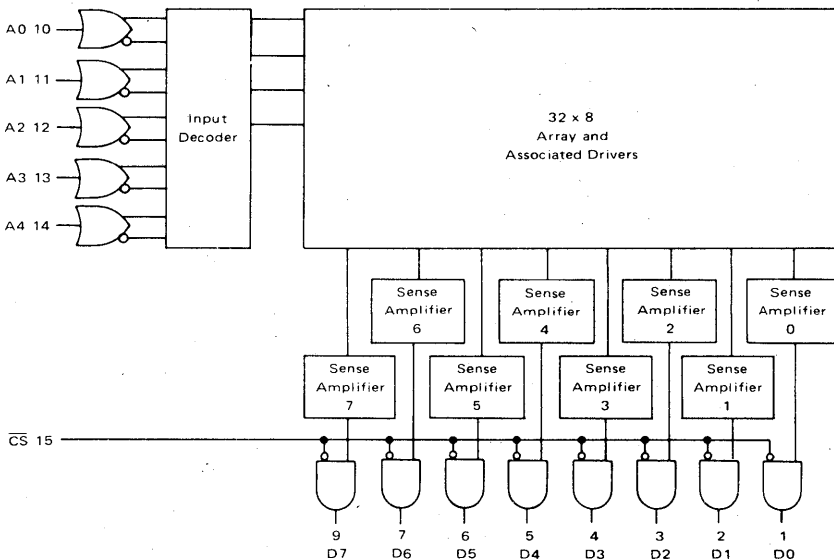 A0 10
A1 11
A2 12
A3 13
A4 14
Input
Decoder
32 x 8
Array and
Associated Drivers
Sense
Amplifier
6
Sense
Amplifier
4
Sense
Amplifier
2
Sense
Amplifier
0
Sense
Amplifier
7
Sense
Amplifier
5
Sense
Amplifier
3
Sense
Amplifier
1
C̅S̅ 15
9 7 6 5 4 3 2 1
D7 D6 D5 D4 D3 D2 D1 D0